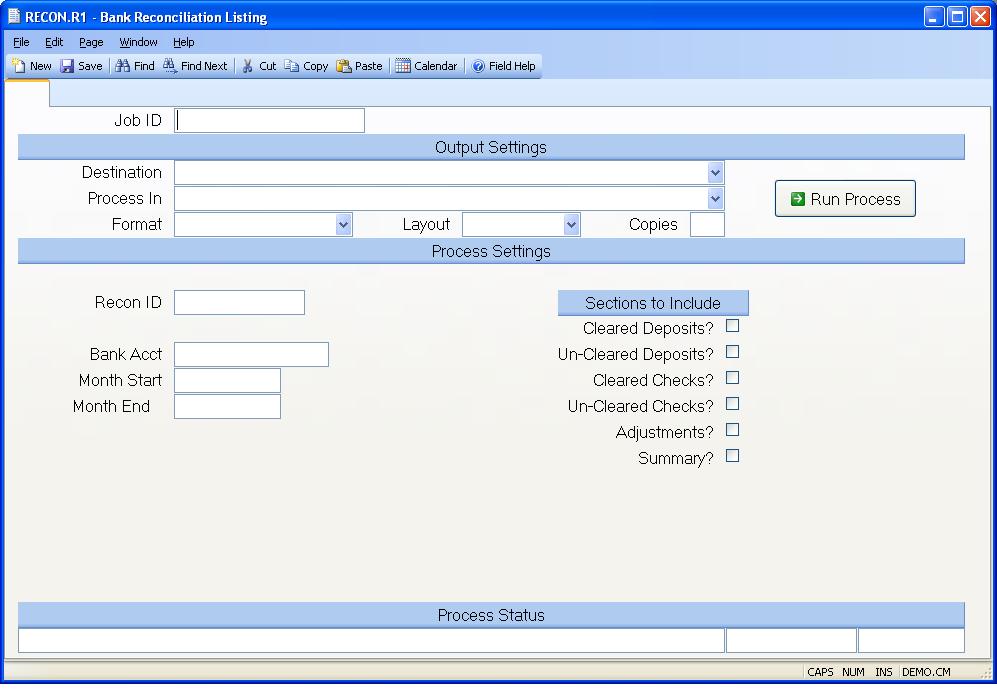 RECON.R1 - Bank Reconciliation Listing
File Edit Page Window Help
New Save Find Find Next Cut Copy Paste Calendar Field Help
Job ID
Output Settings
Destination
Process In
Run Process
Format Layout Copies
Process Settings
Recon ID
Sections to Include
Cleared Deposits?
Bank Acct Un-Cleared Deposits?
Month Start Cleared Checks?
Month End Un-Cleared Checks?
Adjustments?
Summary?
Process Status
CAPS NUM INS DEMO.CM